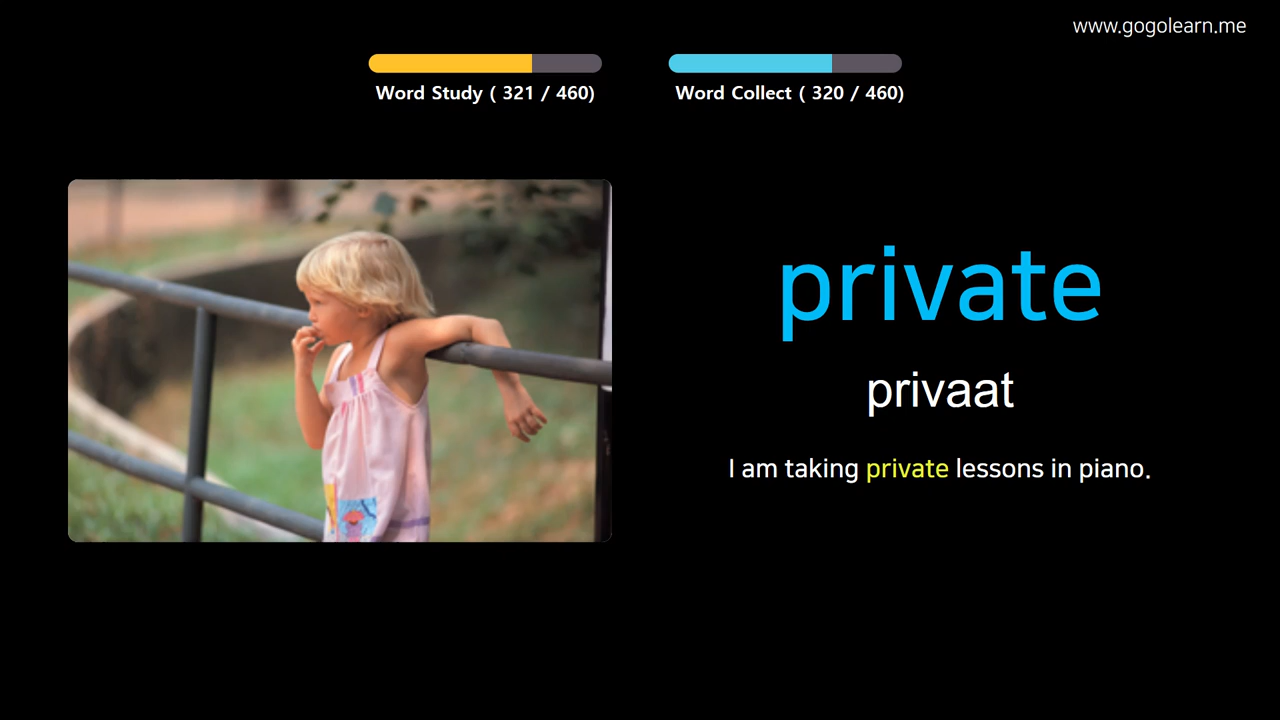 www.gogolearn.me
Word Study ( 321 / 460)
Word Collect ( 320 / 460)
private
privaat
I am taking private lessons in piano.